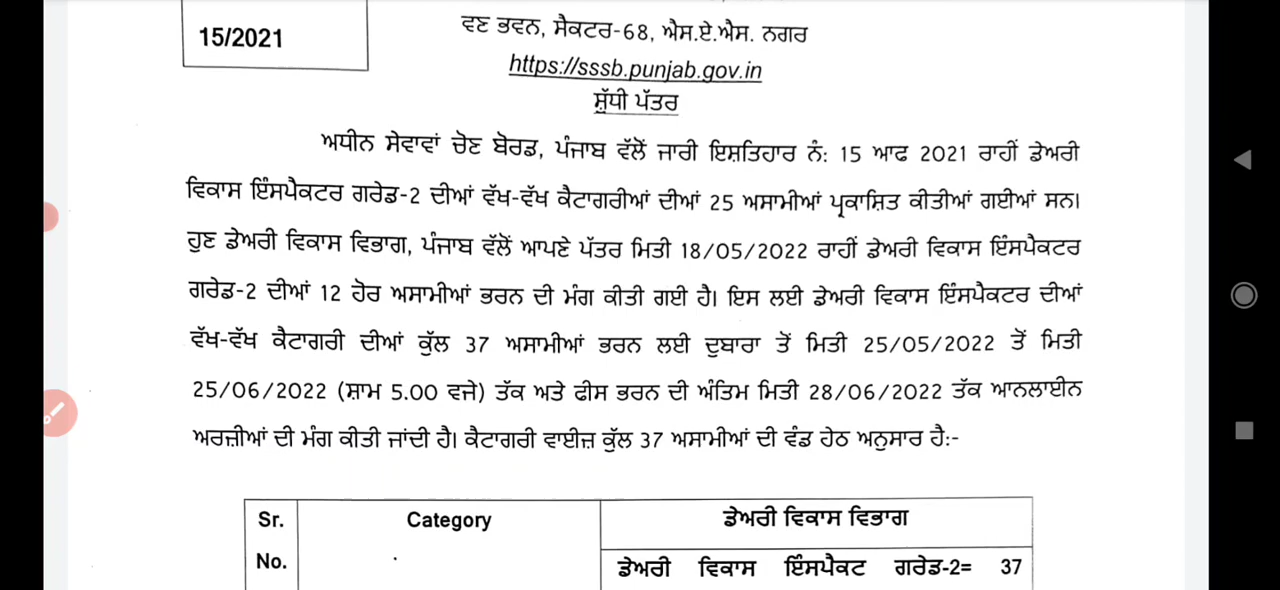 15/2021
ਵਣ ਭਵਨ, ਸੈਕਟਰ-68, ਐਸ.ਏ.ਐਸ. ਨਗਰ
https://sssb.punjab.gov.in
ਸ਼ੁੱਧੀ ਪੱਤਰ
ਅਧੀਨ ਸੇਵਾਵਾਂ ਚੋਣ ਬੋਰਡ, ਪੰਜਾਬ ਵੱਲੋਂ ਜਾਰੀ ਇਸ਼ਤਿਹਾਰ ਨੰ: 15 ਆਫ 2021 ਰਾਹੀਂ ਡੇਅਰੀ
ਵਿਕਾਸ ਇੰਸਪੈਕਟਰ ਗਰੇਡ-2 ਦੀਆਂ ਵੱਖ-ਵੱਖ ਕੈਟਾਗਰੀਆਂ ਦੀਆਂ 25 ਅਸਾਮੀਆਂ ਪ੍ਰਕਾਸ਼ਿਤ ਕੀਤੀਆਂ ਗਈਆਂ ਸਨ।
ਹੁਣ ਡੇਅਰੀ ਵਿਕਾਸ ਵਿਭਾਗ, ਪੰਜਾਬ ਵੱਲੋਂ ਆਪਣੇ ਪੱਤਰ ਮਿਤੀ 18/05/2022 ਰਾਹੀਂ ਡੇਅਰੀ ਵਿਕਾਸ ਇੰਸਪੈਕਟਰ
ਗਰੇਡ-2 ਦੀਆਂ 12 ਹੋਰ ਅਸਾਮੀਆਂ ਭਰਨ ਦੀ ਮੰਗ ਕੀਤੀ ਗਈ ਹੈ। ਇਸ ਲਈ ਡੇਅਰੀ ਵਿਕਾਸ ਇੰਸਪੈਕਟਰ ਦੀਆਂ
ਵੱਖ-ਵੱਖ ਕੈਟਾਗਰੀ ਦੀਆਂ ਕੁੱਲ 37 ਅਸਾਮੀਆਂ ਭਰਨ ਲਈ ਦੁਬਾਰਾ ਤੋਂ ਮਿਤੀ 25/05/2022 ਤੋਂ ਮਿਤੀ
25/06/2022 (ਸ਼ਾਮ 5.00 ਵਜੇ) ਤੱਕ ਅਤੇ ਫੀਸ ਭਰਨ ਦੀ ਅੰਤਿਮ ਮਿਤੀ 28/06/2022 ਤੱਕ ਆਨਲਾਈਨ
ਅਰਜ਼ੀਆਂ ਦੀ ਮੰਗ ਕੀਤੀ ਜਾਂਦੀ ਹੈ। ਕੈਟਾਗਰੀ ਵਾਈਜ਼ ਕੁੱਲ 37 ਅਸਾਮੀਆਂ ਦੀ ਵੰਡ ਹੇਠ ਅਨੁਸਾਰ ਹੈ:-
Sr. Category ਡੇਅਰੀ ਵਿਕਾਸ ਵਿਭਾਗ
No. ਡੇਅਰੀ ਵਿਕਾਸ ਇੰਸਪੈਕਟ ਗਰੇਡ-2= 37